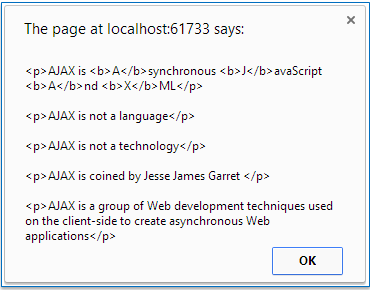 The page at localhost:61733 says:
<p>AJAX is <b>A</b>synchronous <b>J</b>avaScript
<b>A</b>nd <b>X</b>ML</p>
<p>AJAX is not a language</p>
<p>AJAX is not a technology</p>
<p>AJAX is coined by Jesse James Garret </p>
<p>AJAX is a group of Web development techniques used
on the client-side to create asynchronous Web
applications</p>
OK